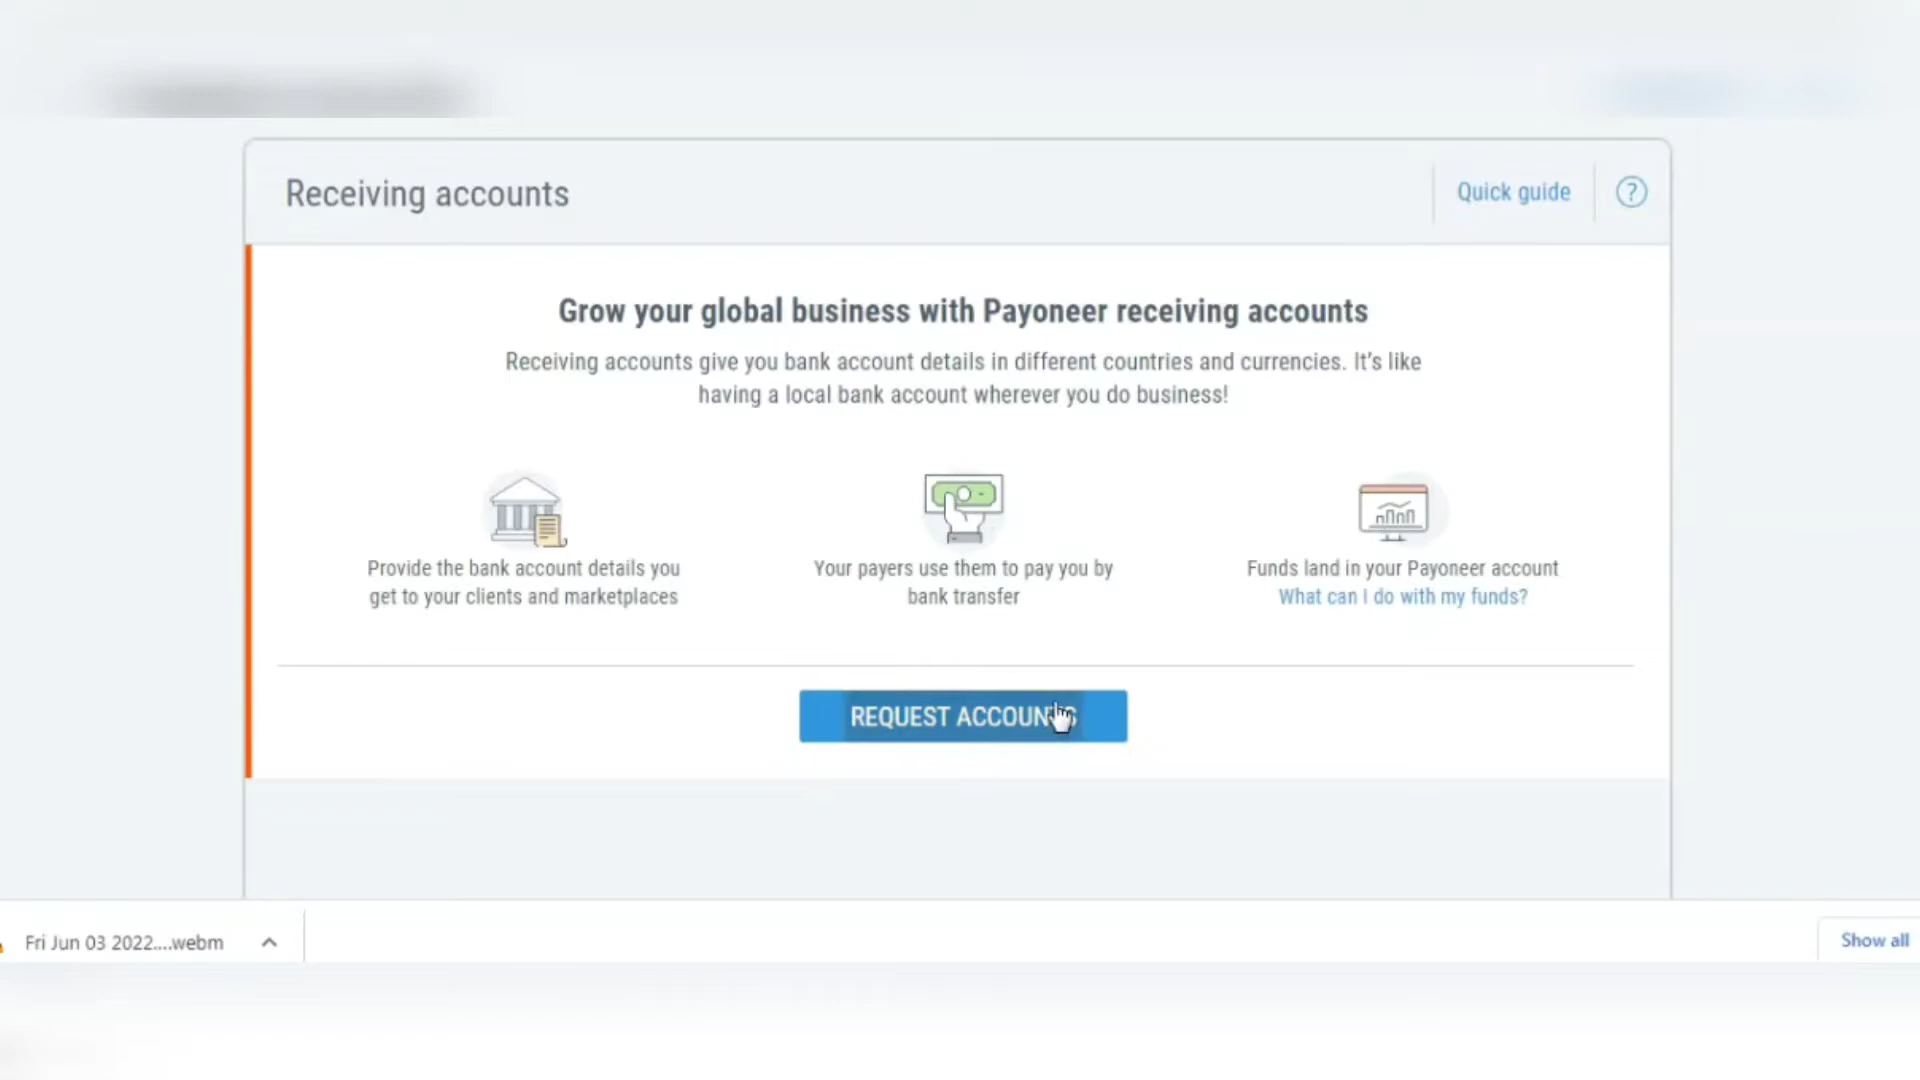 Receiving accounts
Quick guide
?
Grow your global business with Payoneer receiving accounts
Receiving accounts give you bank account details in different countries and currencies. It's like
having a local bank account wherever you do business!
Provide the bank account details you
get to your clients and marketplaces
Your payers use them to pay you by
bank transfer
Funds land in your Payoneer account
What can I do with my funds?
REQUEST ACCOUNTS
Fri Jun 03 2022....webm
Show all